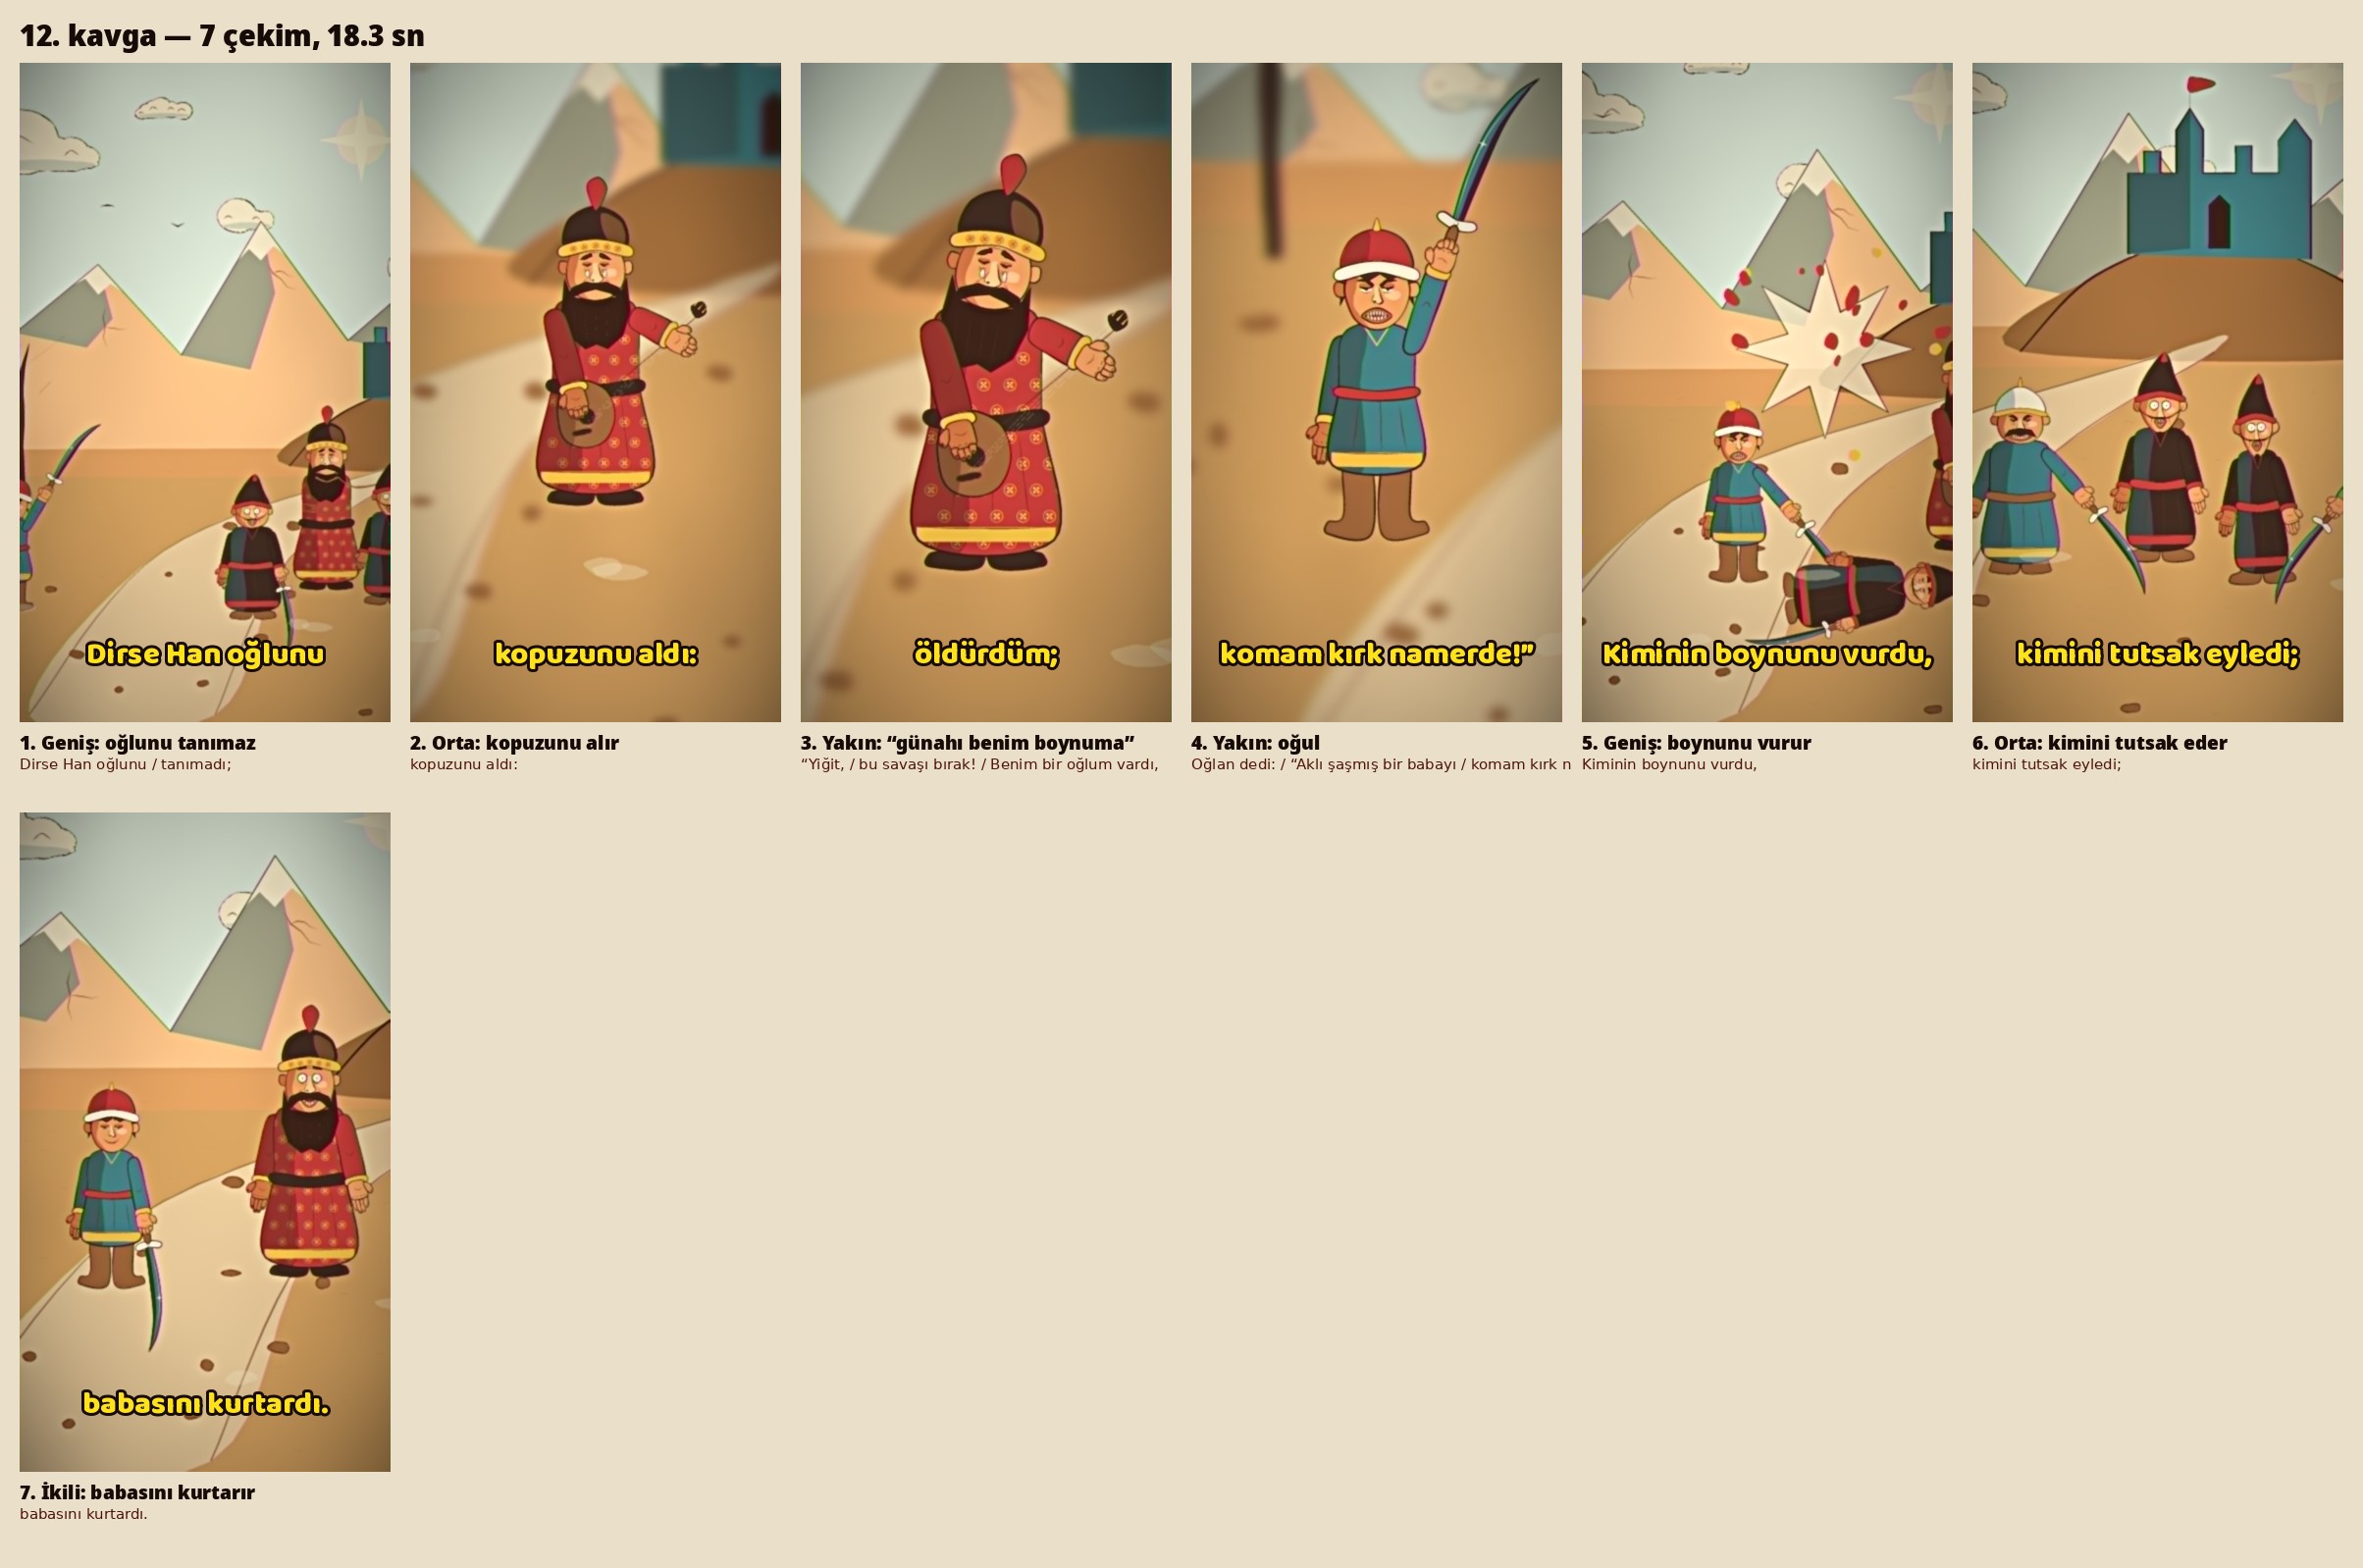 12. kavga — 7 çekim, 18.3 sn
Dirse Han oğlunu
kopuzunu aldı:
öldürdüm;
komam kırk namerde!”
Kiminin boynunu vurdu,
kimini tutsak eyledi;
1. Geniş: oğlunu tanımaz
Dirse Han oğlunu / tanımadı;
2. Orta: kopuzunu alır
kopuzunu aldı:
3. Yakın: “günahı benim boynuma”
“Yiğit, / bu savaşı bırak! / Benim bir oğlum vardı,
4. Yakın: oğul
Oğlan dedi: / “Aklı şaşmış bir babayı / komam kırk n
5. Geniş: boynunu vurur
Kiminin boynunu vurdu,
6. Orta: kimini tutsak eder
kimini tutsak eyledi;
babasını kurtardı.
7. İkili: babasını kurtarır
babasını kurtardı.